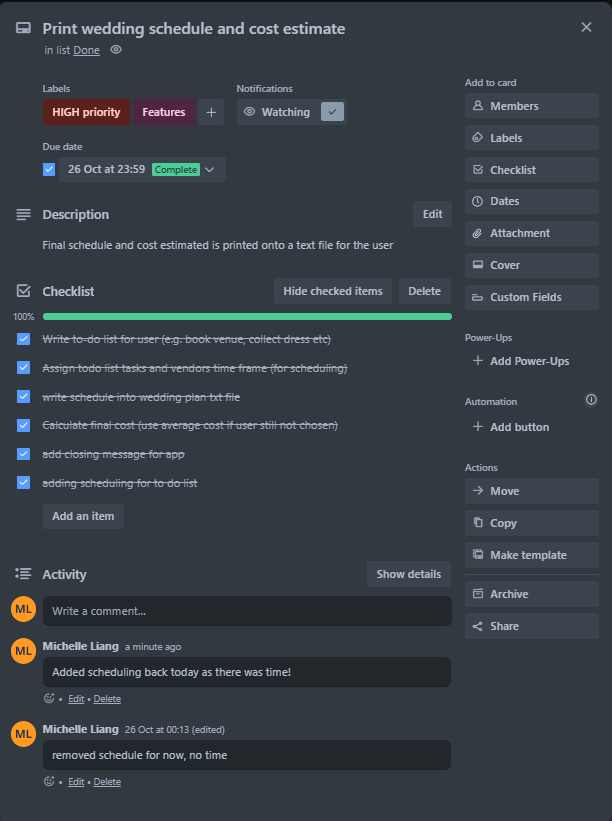 Print wedding schedule and cost estimate
in list Done
Labels
HIGH priority
Features
Notifications
Watching
Due date
26 Oct at 23:59 Complete
Description
Edit
Final schedule and cost estimated is printed onto a text file for the user
Checklist
Hide checked items
Delete
100%
Write to-do list for user (e.g. book venue, collect dress etc)
Assign todo list tasks and vendors time frame (for scheduling)
write schedule into wedding plan txt file
Calculate final cost (use average cost if user still not chosen)
add closing message for app
adding scheduling for to do list
Add an item
Activity
Show details
ML
Write a comment...
ML
Michelle Liang a minute ago
Added scheduling back today as there was time!
• Edit • Delete
ML
Michelle Liang 26 Oct at 00:13 (edited)
removed schedule for now, no time
• Edit • Delete
Add to card
Members
Labels
Checklist
Dates
Attachment
Cover
Custom Fields
Power-Ups
+ Add Power-Ups
Automation
+ Add button
Actions
Move
Copy
Make template
Archive
Share